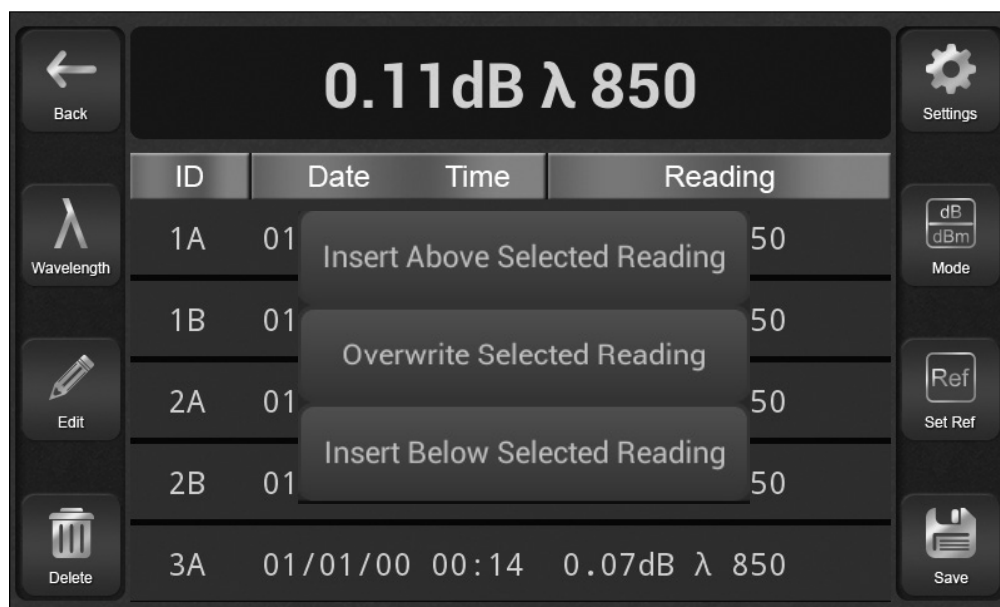 Back
0.11dB λ 850
Settings
ID Date Time Reading
λ
Wavelength
dB
dBm
Mode
1A 01 50
Insert Above Selected Reading
1B 01 50
Overwrite Selected Reading
Edit
Ref
Set Ref
2A 01 50
Insert Below Selected Reading
2B 01 50
Delete
3A 01/01/00 00:14 0.07dB λ 850
Save